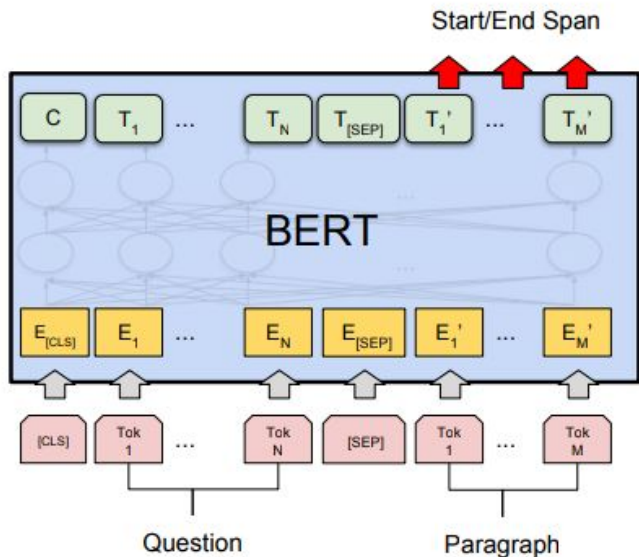 Start/End Span
C T1 ... TN T[SEP] T1' ... TM'
BERT
E[CLS] E1 ... EN E[SEP] E1' ... EM'
[CLS] Tok 1 ... Tok N [SEP] Tok 1 ... Tok M
Question Paragraph